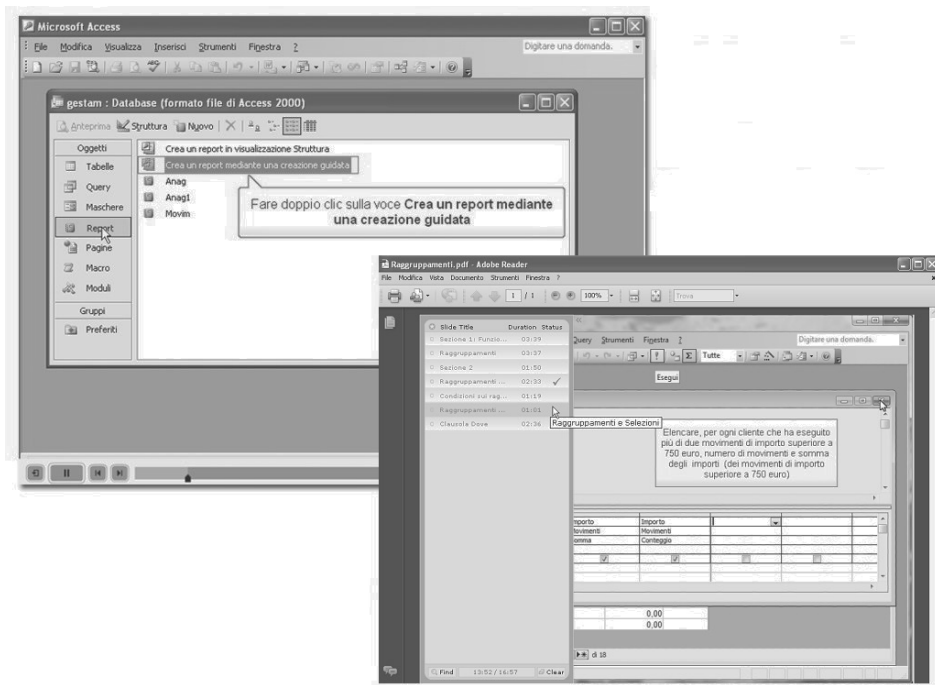 Microsoft Access
File Modifica Visualizza Inserisci Strumenti Finestra ?
Digitare una domanda.
gestam : Database (formato file di Access 2000)
Anteprima Struttura Nuovo
Oggetti
Tabelle
Query
Maschere
Report
Pagine
Macro
Moduli
Gruppi
Preferiti
Crea un report in visualizzazione Struttura
Crea un report mediante una creazione guidata
Anag
Anag1
Movim
Fare doppio clic sulla voce Crea un report mediante
una creazione guidata
Raggruppamenti.pdf - Adobe Reader
File Modifica Vista Documento Strumenti Finestra ?
1 / 1 100% Trova
Slide Title Duration Status
Sezione 1: Funzio... 03:39
Raggruppamenti 03:37
Sezione 2 01:50
Raggruppamenti ... 02:33
Condizioni sui rag... 01:19
Raggruppamenti ... 01:01
Clausola Dove 02:36
Raggruppamenti e Selezioni
Query Strumenti Finestra ?
Digitare una domanda.
Tutte
Esegui
Elencare, per ogni cliente che ha eseguito
più di due movimenti di importo superiore a
750 euro, numero di movimenti e somma
degli importi (dei movimenti di importo
superiore a 750 euro)
mporto Importo
Movimenti Movimenti
omma Conteggio
0,00
0,00
di 18
Find 13:52/16:57 Clear